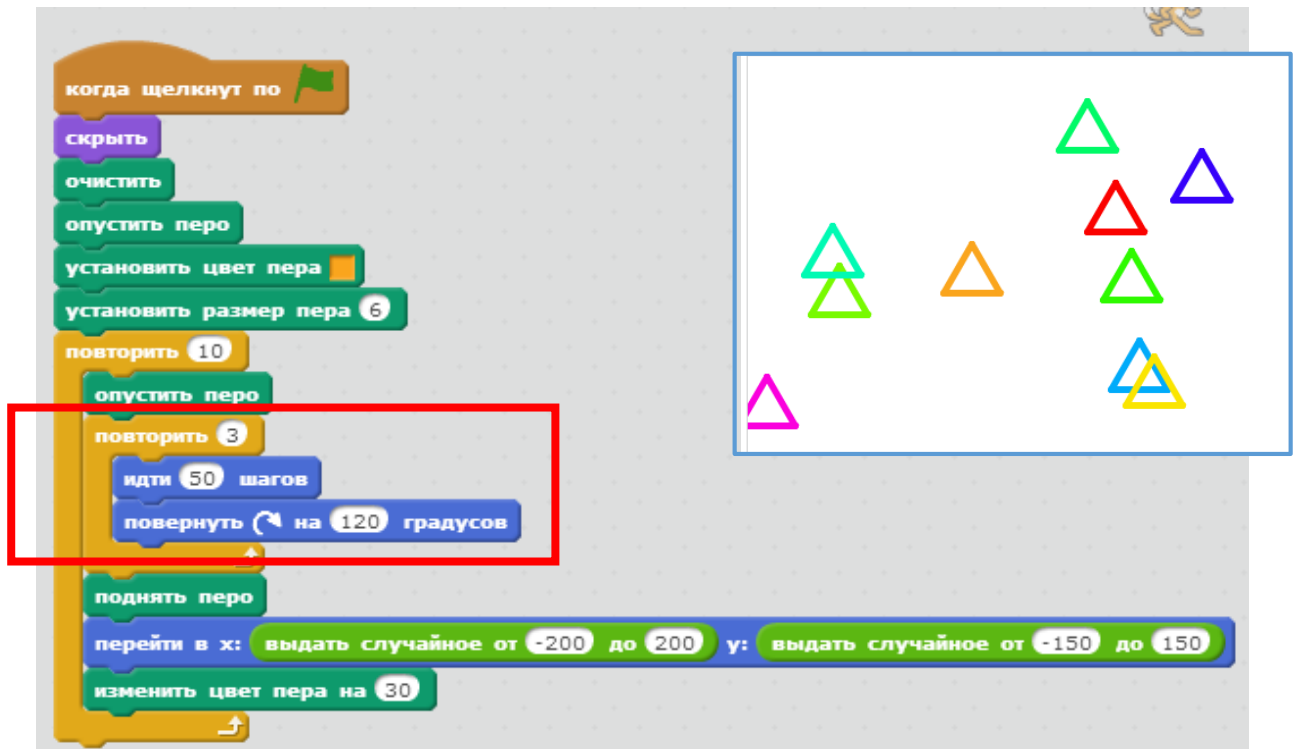 когда щелкнут по
скрыть
очистить
опустить перо
установить цвет пера
установить размер пера 6
повторить 10
опустить перо
повторить 3
идти 50 шагов
повернуть на 120 градусов
поднять перо
перейти в x: выдать случайное от -200 до 200 y: выдать случайное от -150 до 150
изменить цвет пера на 30